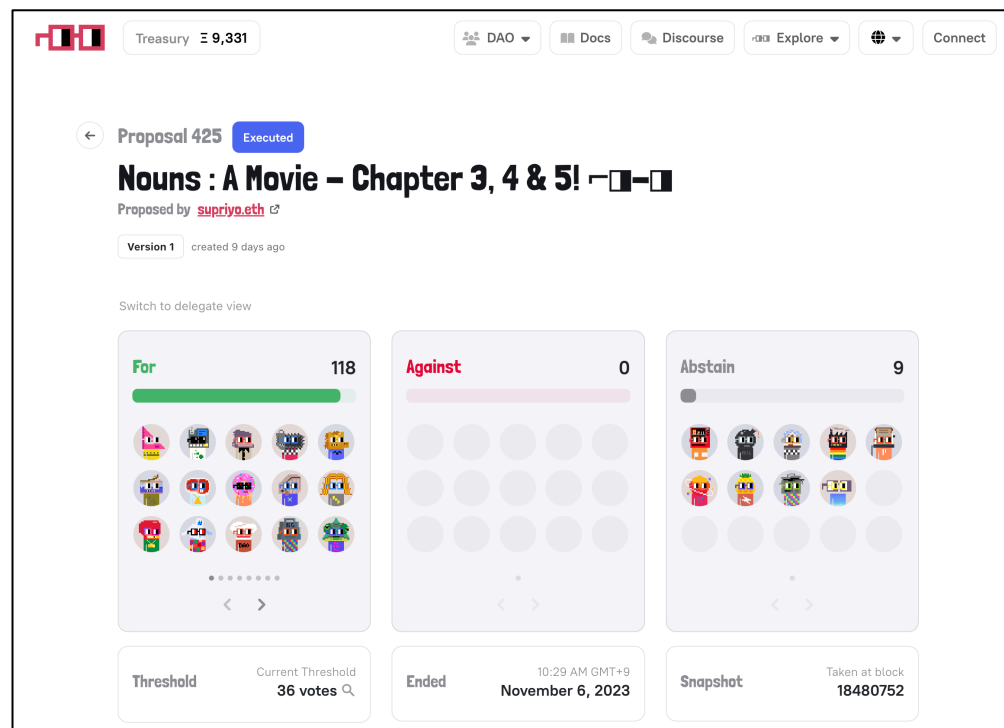 Treasury Ξ 9,331
DAO
Docs
Discourse
Explore
Connect
Proposal 425 Executed
Nouns : A Movie – Chapter 3, 4 & 5! ⌐◨-◨
Proposed by supriyo.eth
Version 1 created 9 days ago
Switch to delegate view
For 118
Against 0
Abstain 9
Threshold
Current Threshold
36 votes
Ended
10:29 AM GMT+9
November 6, 2023
Snapshot
Taken at block
18480752